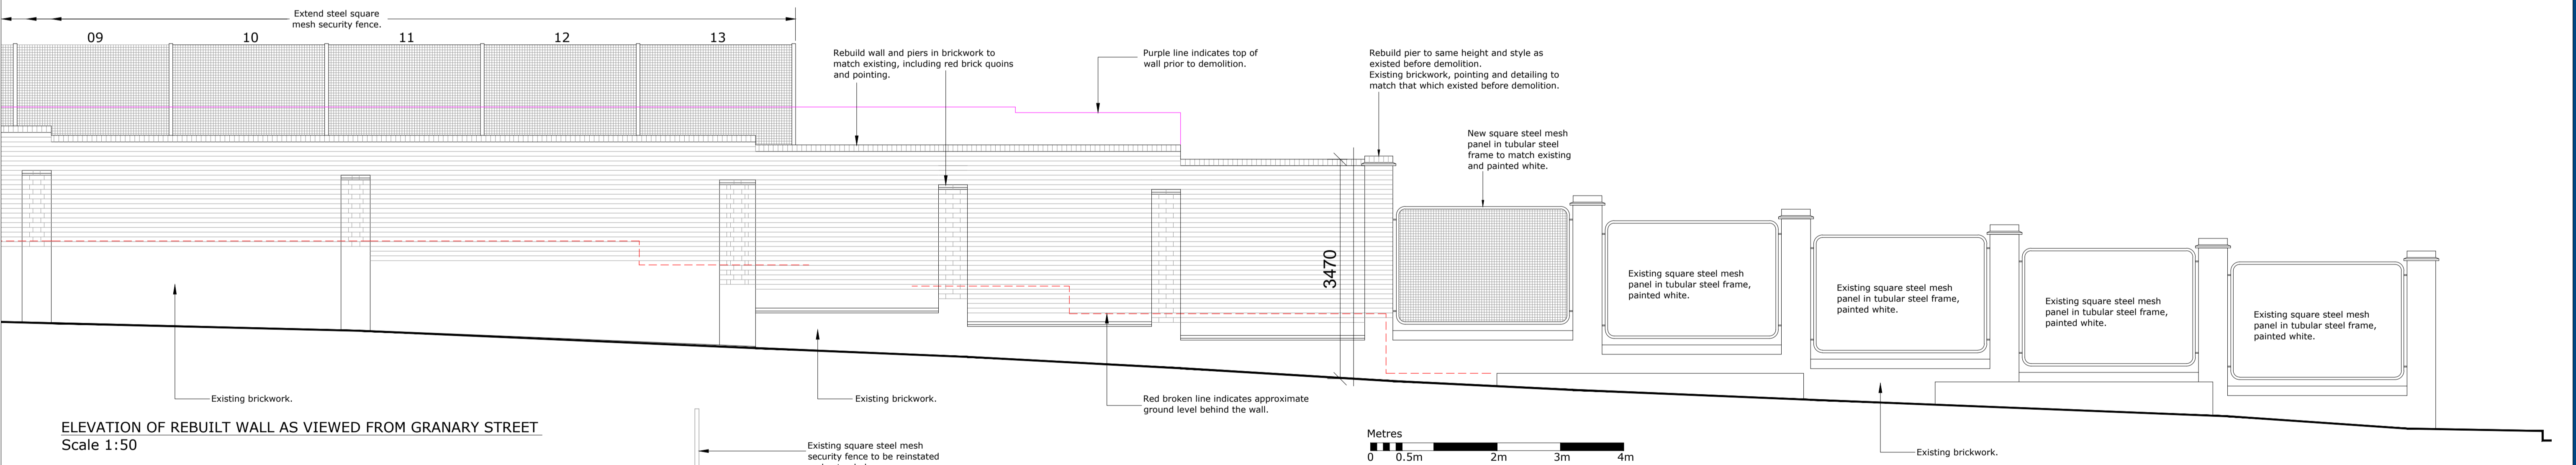 Extend steel square
mesh security fence.
09
10
11
12
13
Rebuild wall and piers in brickwork to
match existing, including red brick quoins
and pointing.
Purple line indicates top of
wall prior to demolition.
Rebuild pier to same height and style as
existed before demolition.
Existing brickwork, pointing and detailing to
match that which existed before demolition.
New square steel mesh
panel in tubular steel
frame to match existing
and painted white.
3470
Existing square steel mesh
panel in tubular steel frame,
painted white.
Existing square steel mesh
panel in tubular steel frame,
painted white.
Existing square steel mesh
panel in tubular steel frame,
painted white.
Existing square steel mesh
panel in tubular steel frame,
painted white.
Existing brickwork.
Existing brickwork.
Red broken line indicates approximate
ground level behind the wall.
ELEVATION OF REBUILT WALL AS VIEWED FROM GRANARY STREET
Scale 1:50
Existing square steel mesh
security fence to be reinstated
Metres
0 0.5m 2m 3m 4m
Existing brickwork.